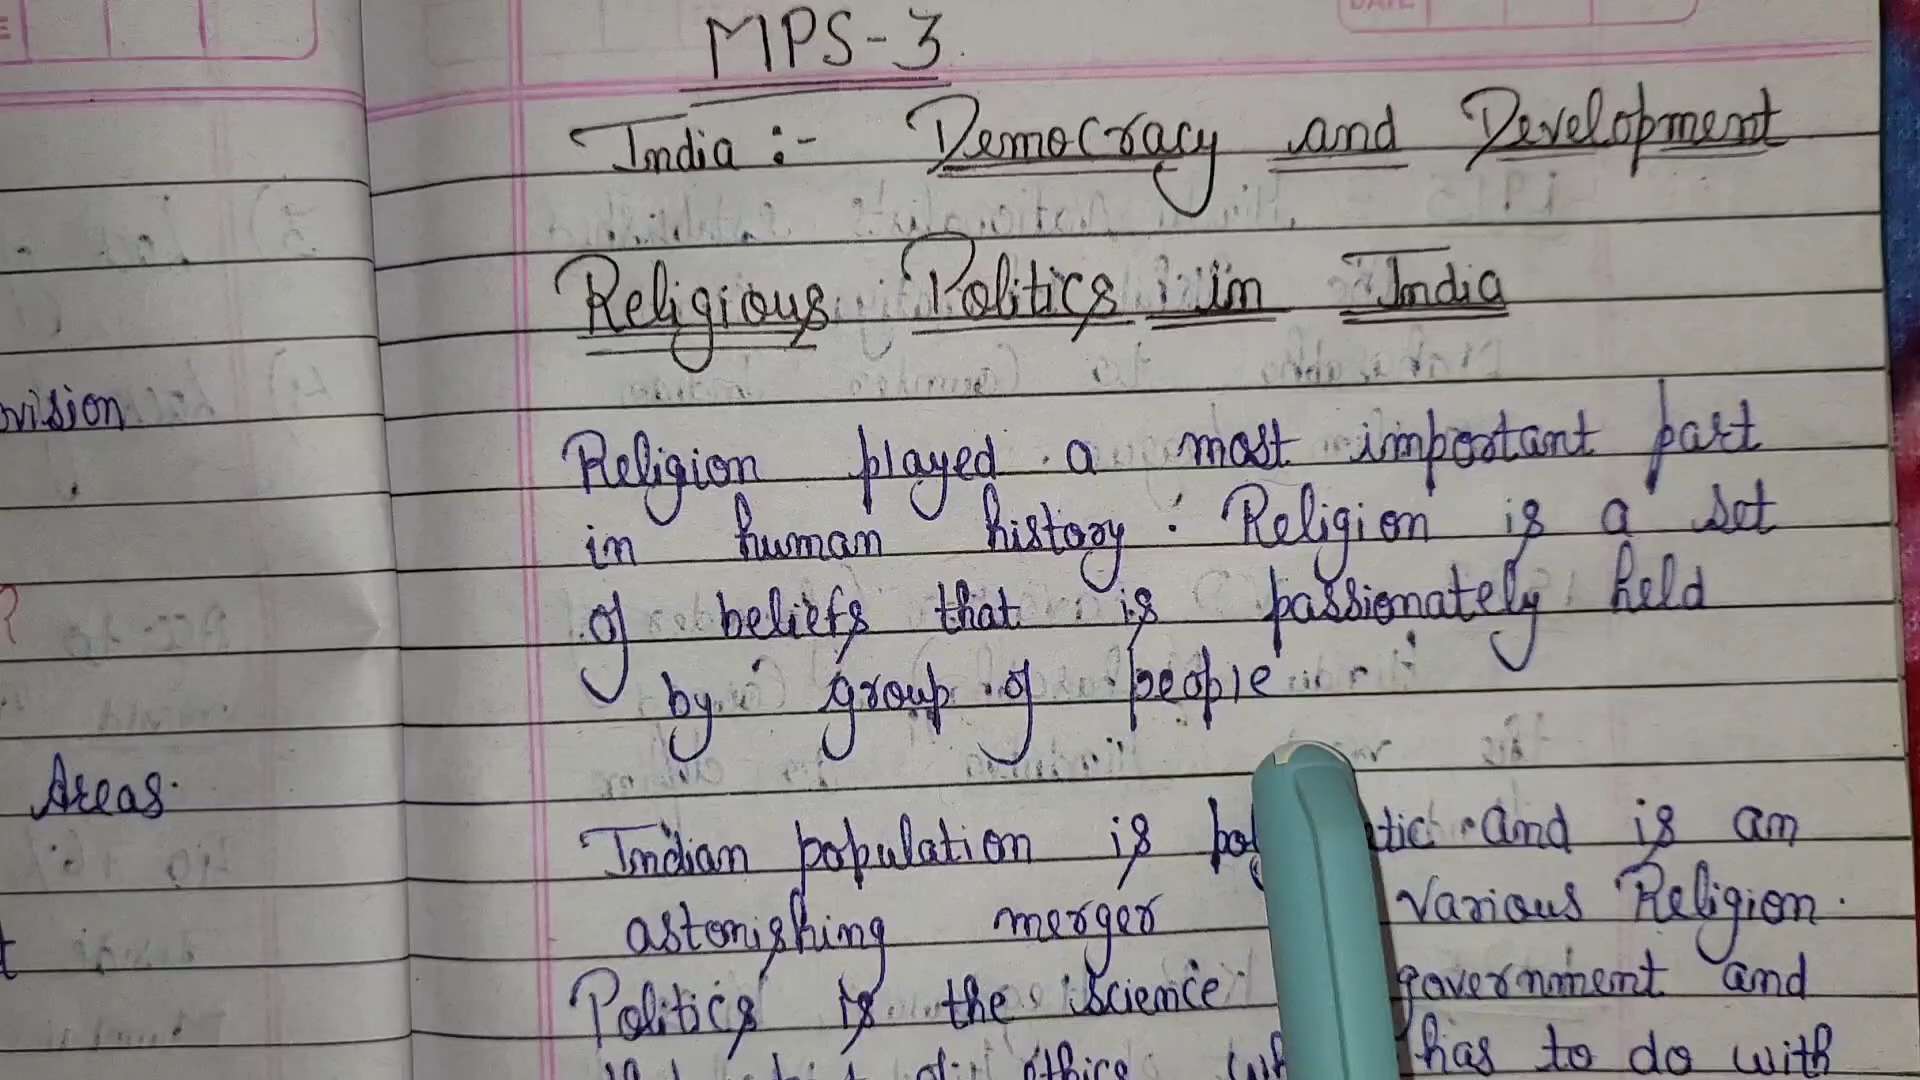 MPS-3
India :- Democracy and Development
Religious Politics in India
Religion played a most important part
in human history. Religion is a set
of beliefs that is passionately held
by group of people
Indian population is and is an
astonishing merger various Religion.
Politics is the science government and
has to do with
vision
Areas.